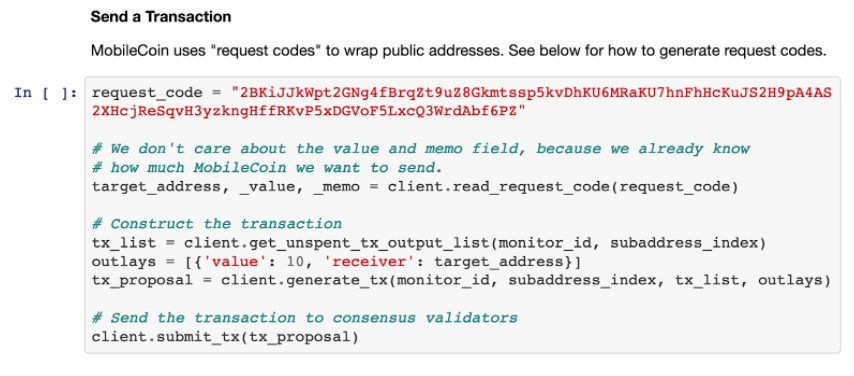 Send a Transaction
MobileCoin uses "request codes" to wrap public addresses. See below for how to generate request codes.
In [ ]: request_code = "2BKiJJkWpt2GNg4fBrqZt9uZ8Gkmtssp5kvDhKU6MRaKU7hnFhHcKuJS2H9pA4AS
2XHcjReSqvH3yzkngHffRKvP5xDGVoF5LxcQ3WrdAbf6PZ"
# We don't care about the value and memo field, because we already know
# how much MobileCoin we want to send.
target_address, _value, _memo = client.read_request_code(request_code)
# Construct the transaction
tx_list = client.get_unspent_tx_output_list(monitor_id, subaddress_index)
outlays = [{'value': 10, 'receiver': target_address}]
tx_proposal = client.generate_tx(monitor_id, subaddress_index, tx_list, outlays)
# Send the transaction to consensus validators
client.submit_tx(tx_proposal)